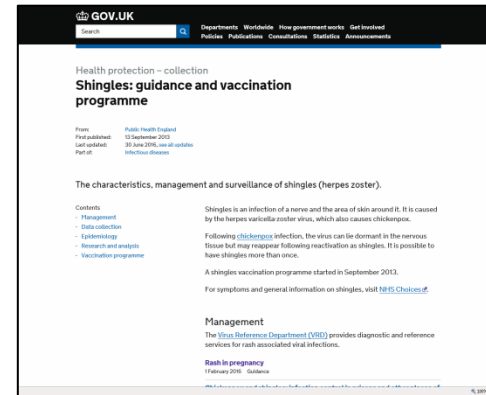 GOV.UK
Search
Departments Worldwide How government works Get involved
Policies Publications Consultations Statistics Announcements
Health protection – collection
Shingles: guidance and vaccination
programme
From: Public Health England
First published: 13 September 2013
Last updated: 30 June 2016, see all updates
Part of: Infectious diseases
The characteristics, management and surveillance of shingles (herpes zoster).
Contents
- Management
- Data collection
- Epidemiology
- Research and analysis
- Vaccination programme
Shingles is an infection of a nerve and the area of skin around it. It is caused
by the herpes varicella-zoster virus, which also causes chickenpox.
Following chickenpox infection, the virus can lie dormant in the nervous
tissue but may reappear following reactivation as shingles. It is possible to
have shingles more than once.
A shingles vaccination programme started in September 2013.
For symptoms and general information on shingles, visit NHS Choices.
Management
The Virus Reference Department (VRD) provides diagnostic and reference
services for rash associated viral infections.
Rash in pregnancy
1 February 2016 Guidance